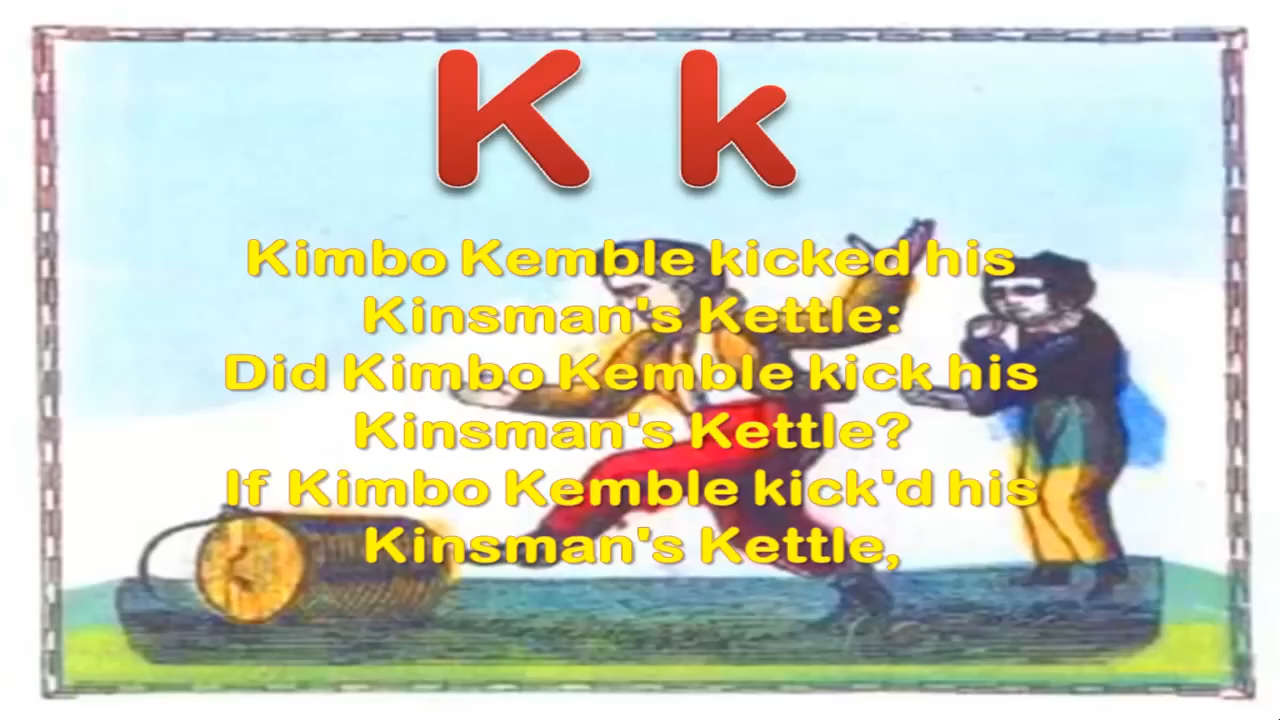 K k
Kimbo Kemble kicked his
Kinsman's Kettle:
Did Kimbo Kemble kick his
Kinsman's Kettle?
If Kimbo Kemble kick'd his
Kinsman's Kettle,